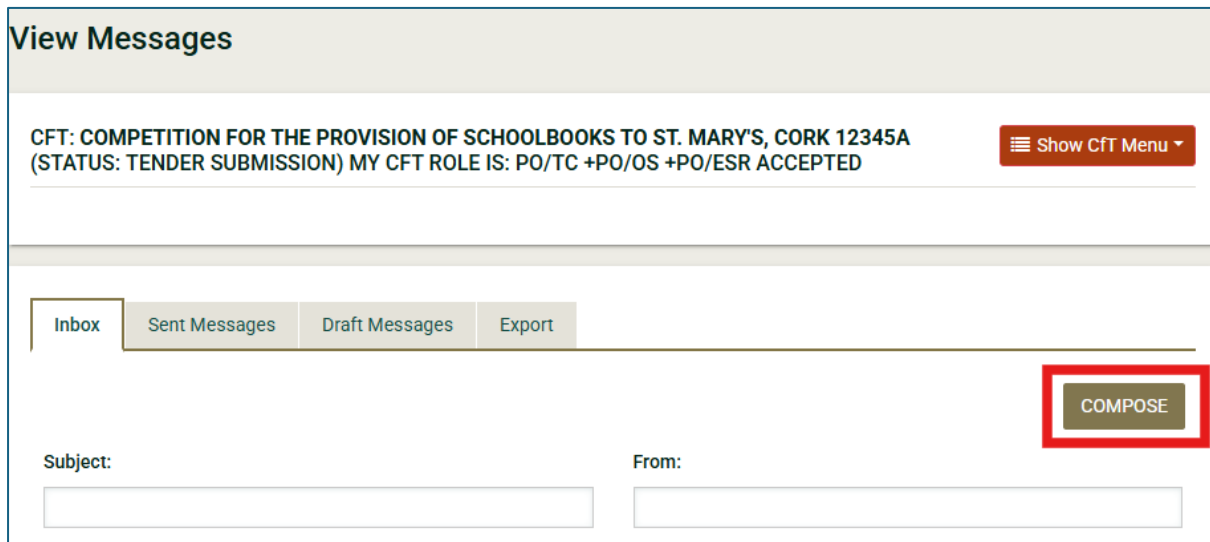 View Messages
CFT: COMPETITION FOR THE PROVISION OF SCHOOLBOOKS TO ST. MARY'S, CORK 12345A
(STATUS: TENDER SUBMISSION) MY CFT ROLE IS: PO/TC +PO/OS +PO/ESR ACCEPTED
Show CfT Menu
Inbox Sent Messages Draft Messages Export
COMPOSE
Subject: From: